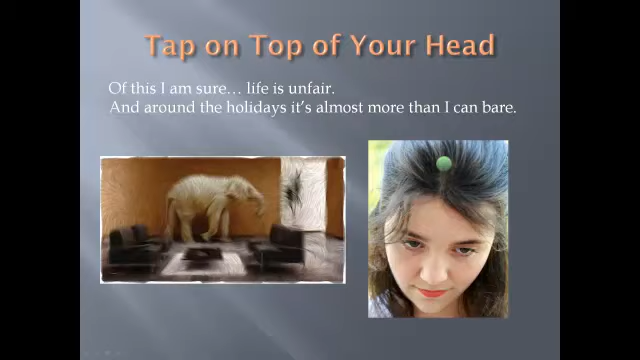 Tap on Top of Your Head
Of this I am sure… life is unfair.
And around the holidays it's almost more than I can bare.